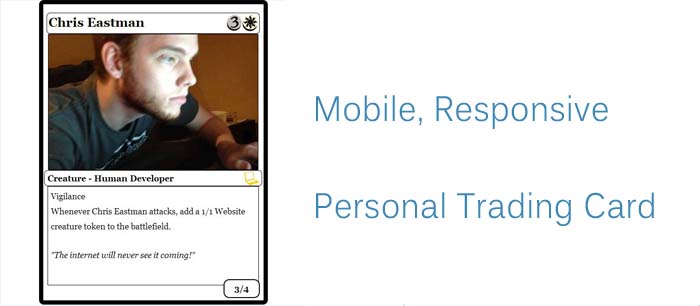 Chris Eastman 3
Creature - Human Developer
Vigilance
Whenever Chris Eastman attacks, add a 1/1 Website
creature token to the battlefield.
"The internet will never see it coming!"
3/4
Mobile, Responsive
Personal Trading Card